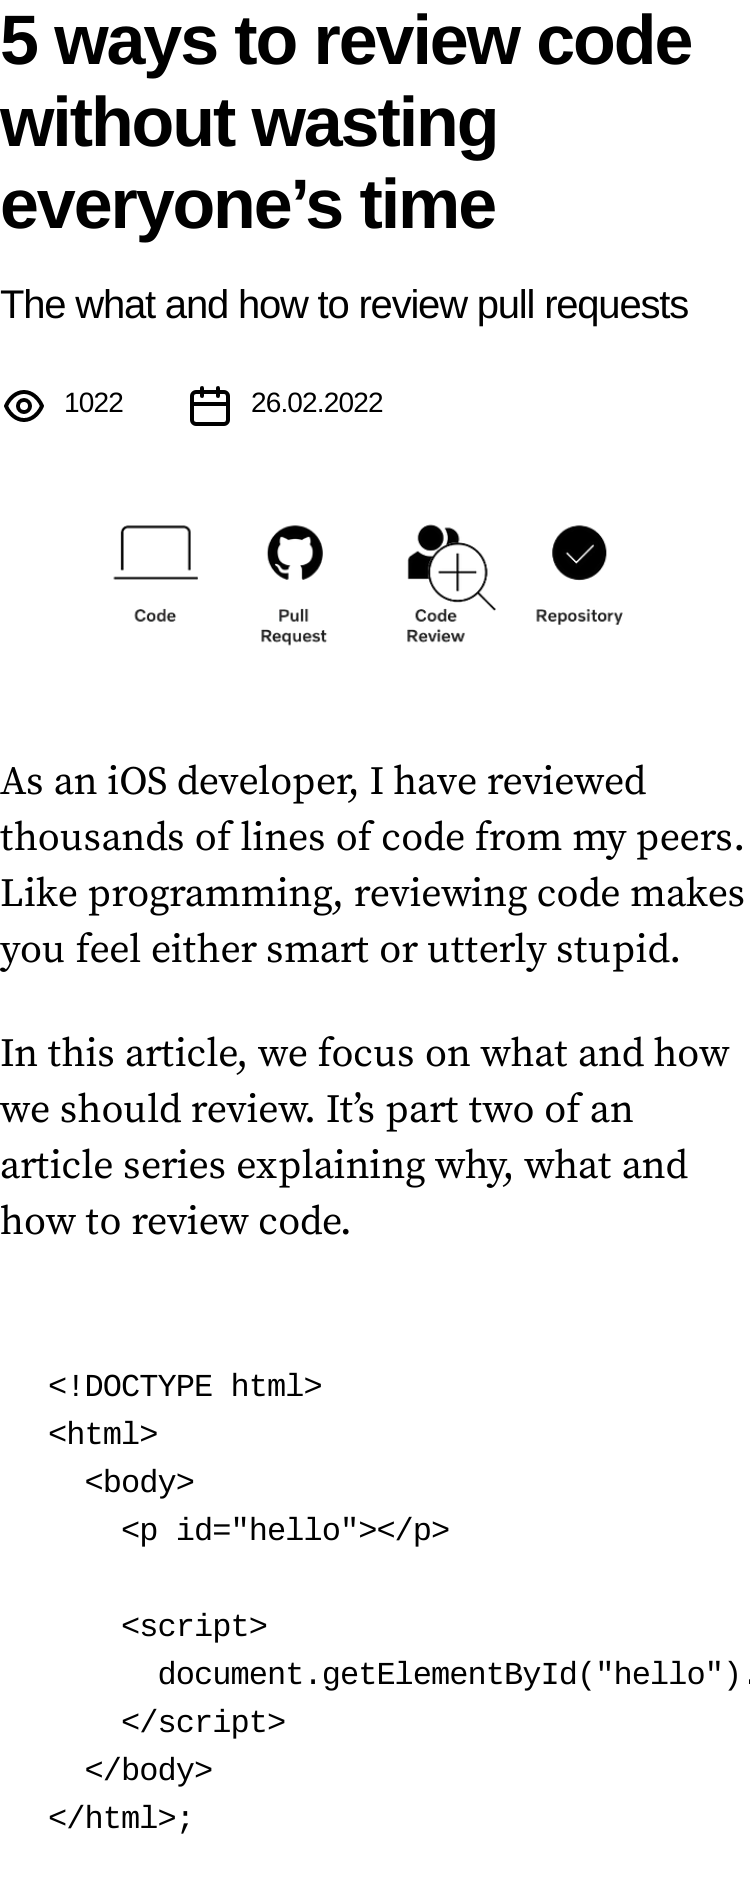 5 ways to review code
without wasting
everyone’s time
The what and how to review pull requests
1022 26.02.2022
Code Pull Code Repository
Request Review
As an iOS developer, I have reviewed
thousands of lines of code from my peers.
Like programming, reviewing code makes
you feel either smart or utterly stupid.
In this article, we focus on what and how
we should review. It’s part two of an
article series explaining why, what and
how to review code.
<!DOCTYPE html>
<html>
  <body>
    <p id="hello"></p>

    <script>
      document.getElementById("hello").
    </script>
  </body>
</html>;